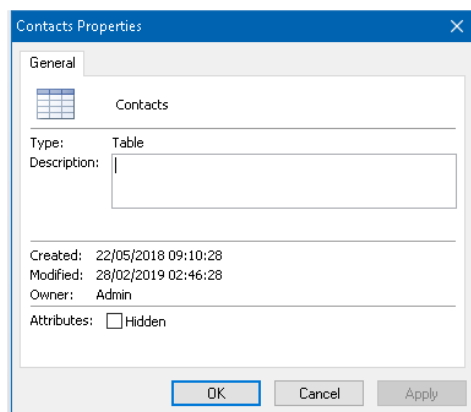 Contacts Properties
General
Contacts
Type: Table
Description:
Created: 22/05/2018 09:10:28
Modified: 28/02/2019 02:46:28
Owner: Admin
Attributes: Hidden
OK Cancel Apply